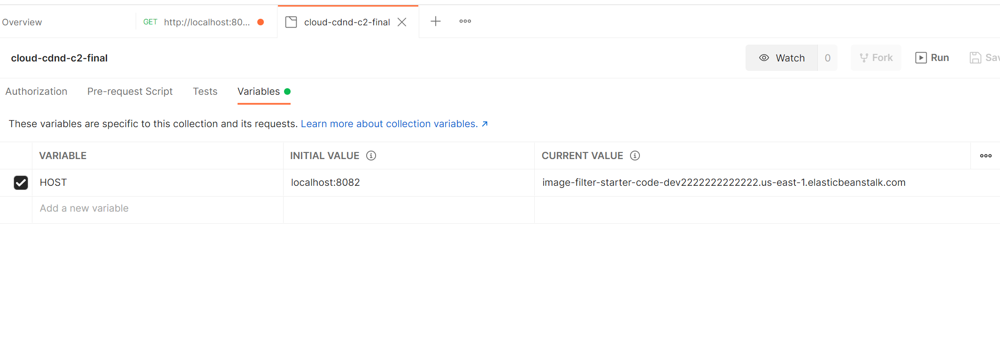 Overview GET http://localhost:80... cloud-cdnd-c2-final
cloud-cdnd-c2-final Watch 0 Fork Run Sav
Authorization Pre-request Script Tests Variables
These variables are specific to this collection and its requests. Learn more about collection variables. ↗
VARIABLE INITIAL VALUE CURRENT VALUE
HOST localhost:8082 image-filter-starter-code-dev2222222222222.us-east-1.elasticbeanstalk.com
Add a new variable